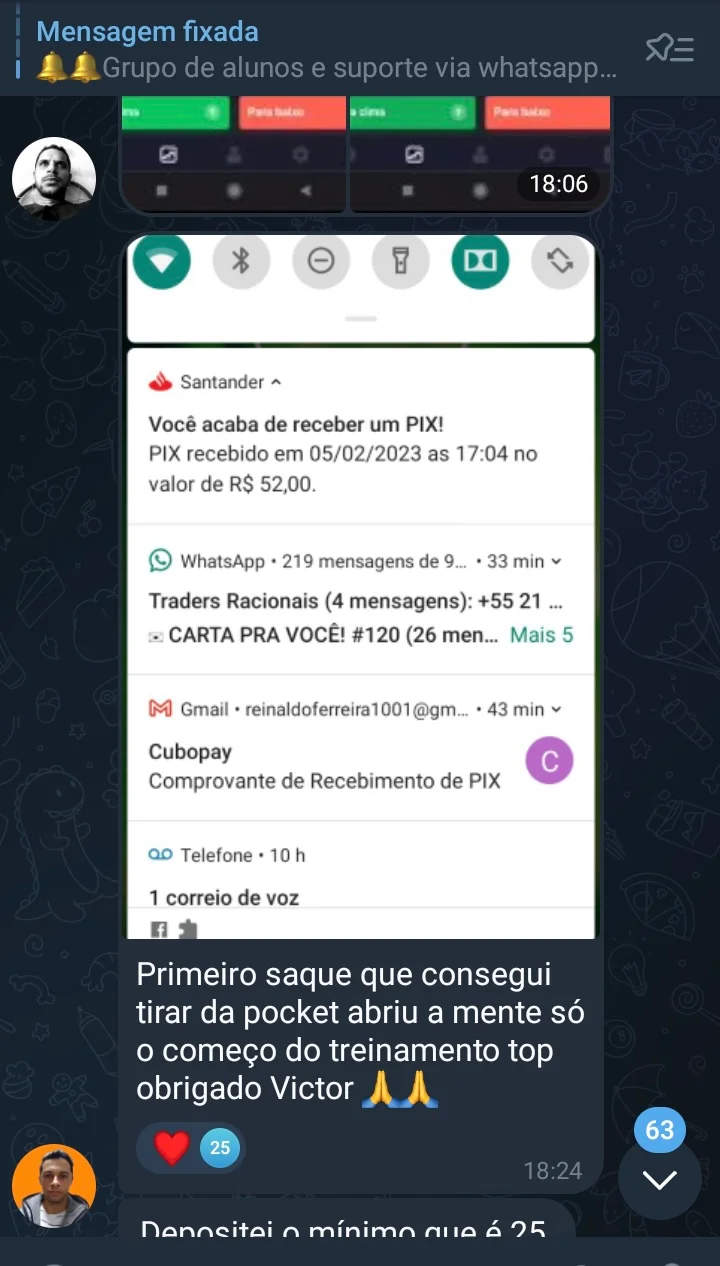 Mensagem fixada
🔔🔔Grupo de alunos e suporte via whatsapp...
Para baixo
a cima
Para baixo
18:06
Santander
Você acaba de receber um PIX!
PIX recebido em 05/02/2023 as 17:04 no
valor de R$ 52,00.
WhatsApp • 219 mensagens de 9... • 33 min
Traders Racionais (4 mensagens): +55 21 ...
✉️ CARTA PRA VOCÊ! #120 (26 men... Mais 5
Gmail • reinaldoferreira1001@gm... • 43 min
Cubopay
C
Comprovante de Recebimento de PIX
Telefone • 10 h
1 correio de voz
Primeiro saque que consegui
tirar da pocket abriu a mente só
o começo do treinamento top
obrigado Victor 🙏🙏
❤️ 25
18:24
63
Depositei o mínimo que é 25